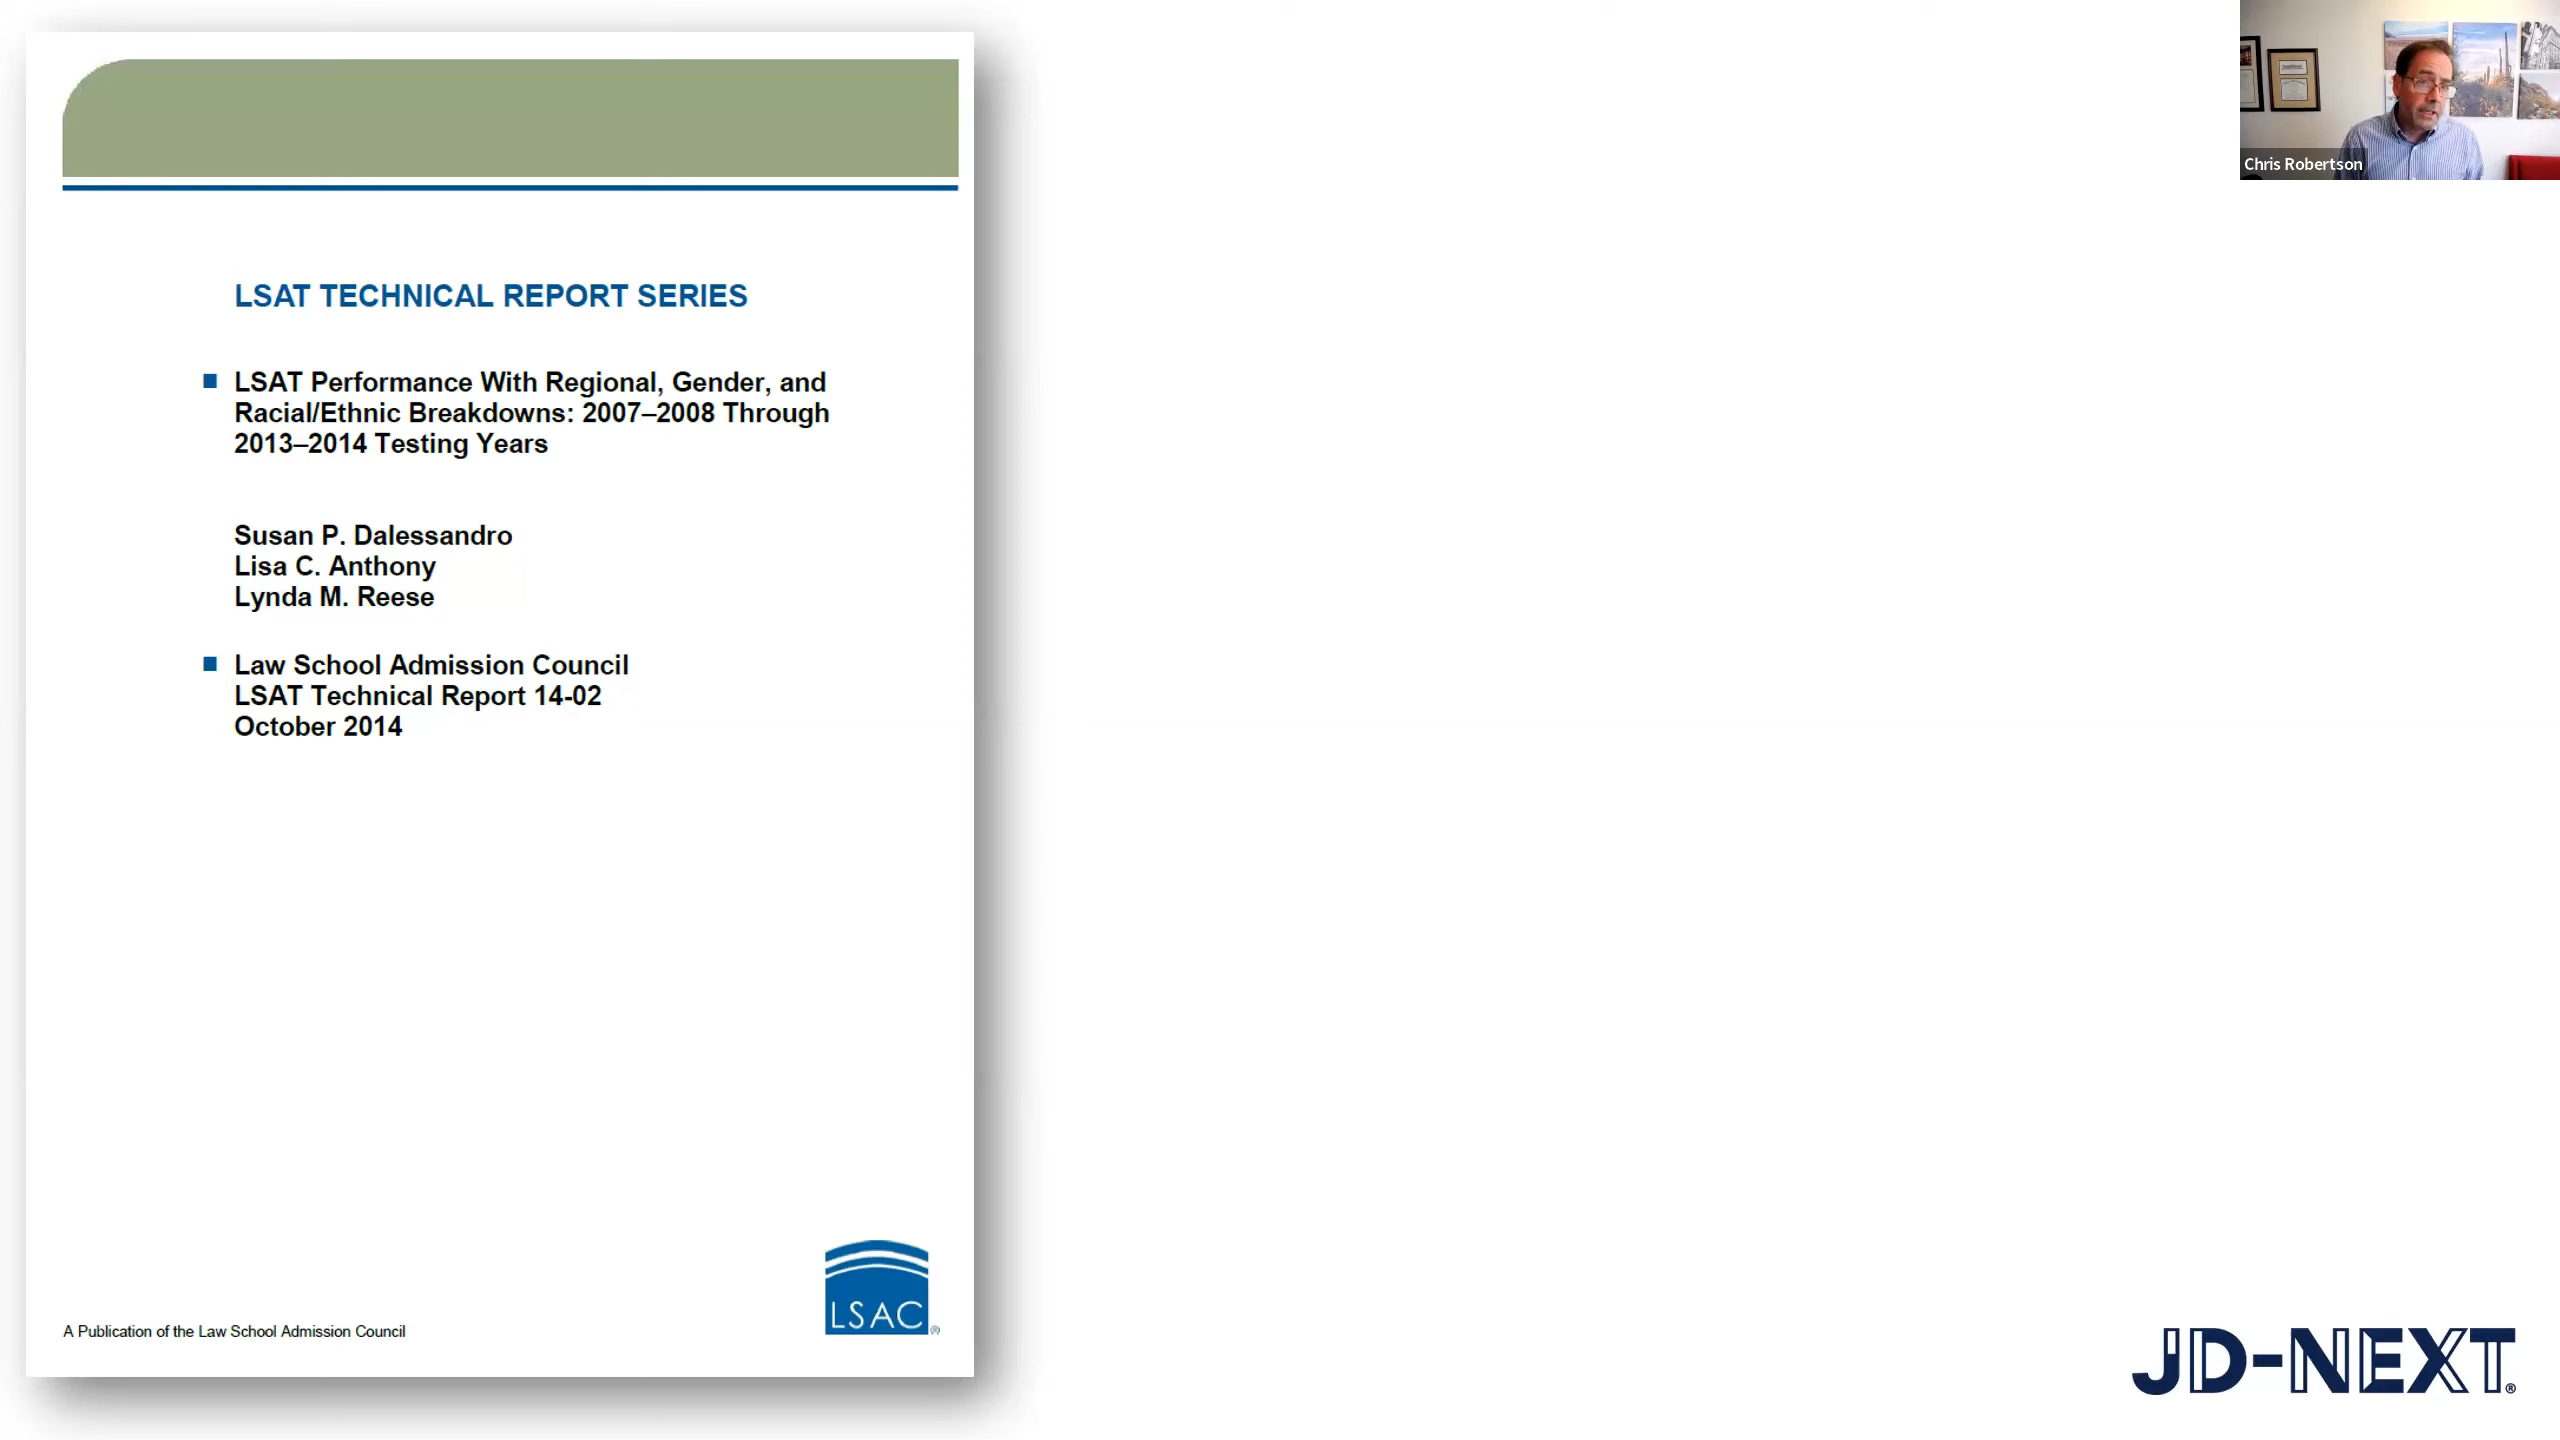 LSAT TECHNICAL REPORT SERIES
LSAT Performance With Regional, Gender, and
Racial/Ethnic Breakdowns: 2007–2008 Through
2013–2014 Testing Years
Susan P. Dalessandro
Lisa C. Anthony
Lynda M. Reese
Law School Admission Council
LSAT Technical Report 14-02
October 2014
LSAC®
A Publication of the Law School Admission Council
Chris Robertson
JD-NEXT®